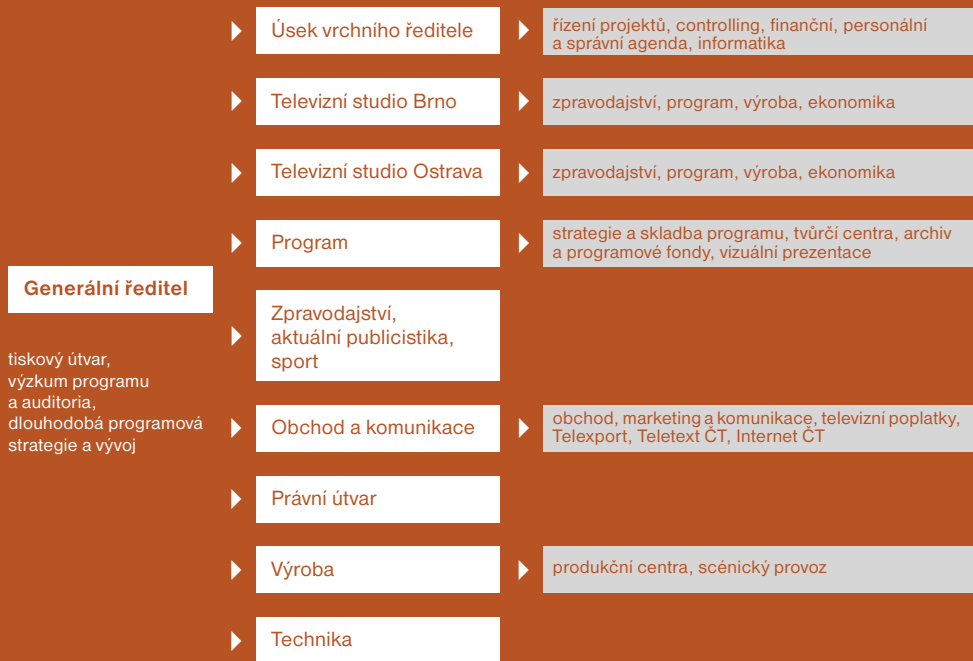 Generální ředitel
tiskový útvar,
výzkum programu
a auditoria,
dlouhodobá programová
strategie a vývoj
Úsek vrchního ředitele
řízení projektů, controlling, finanční, personální
a správní agenda, informatika
Televizní studio Brno
zpravodajství, program, výroba, ekonomika
Televizní studio Ostrava
zpravodajství, program, výroba, ekonomika
Program
strategie a skladba programu, tvůrčí centra, archiv
a programové fondy, vizuální prezentace
Zpravodajství,
aktuální publicistika,
sport
Obchod a komunikace
obchod, marketing a komunikace, televizní poplatky,
Telexport, Teletext ČT, Internet ČT
Právní útvar
Výroba
produkční centra, scénický provoz
Technika